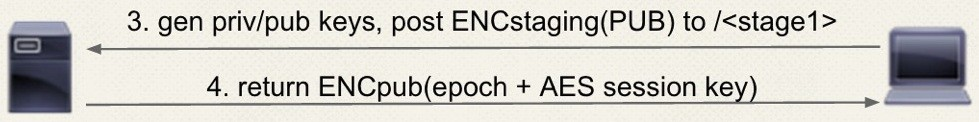 3. gen priv/pub keys, post ENCstaging(PUB) to /<stage1>
4. return ENCpub(epoch + AES session key)